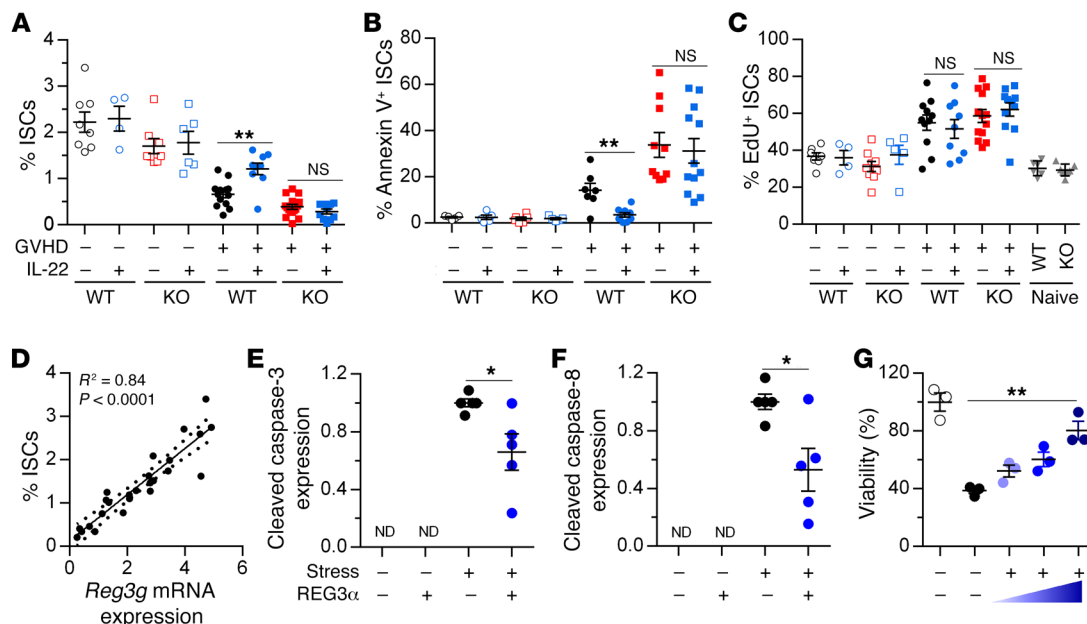 A
% ISCs
4
3
2
1
0
**
NS
GVHD – – – – + + + +
IL-22 – + – + – + – +
WT KO WT KO
B
% Annexin V+ ISCs
80
60
40
20
0
**
NS
– – – – + + + +
– + – + – + – +
WT KO WT KO
C
% EdU+ ISCs
100
80
60
40
20
0
NS
NS
– – – – + + + + WT KO
– + – + – + – +
WT KO WT KO Naive
D
% ISCs
4
3
2
1
0
R² = 0.84
P < 0.0001
0 2 4 6
Reg3g mRNA
expression
E
Cleaved caspase-3
expression
1.2
0.8
0.4
0.0
*
ND ND
Stress – – + +
REG3α – + – +
F
Cleaved caspase-8
expression
1.2
0.8
0.4
0.0
*
ND ND
– – + +
– + – +
G
Viability (%)
120
80
40
0
**
– – + + +
– –